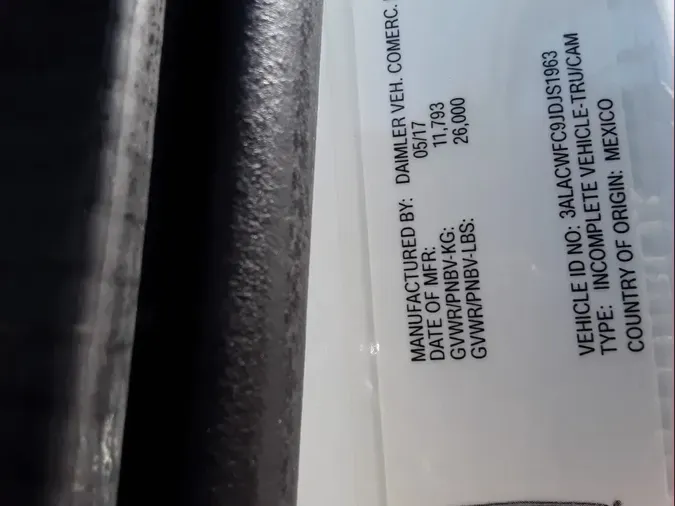 MANUFACTURED BY: DAIMLER VEH. COMERC.
DATE OF MFR: 05/17
GVWR/PNBV-KG: 11,793
GVWR/PNBV-LBS: 26,000
VEHICLE ID NO: 3ALACWFC9JDJS1963
TYPE: INCOMPLETE VEHICLE-TRU/CAM
COUNTRY OF ORIGIN: MEXICO